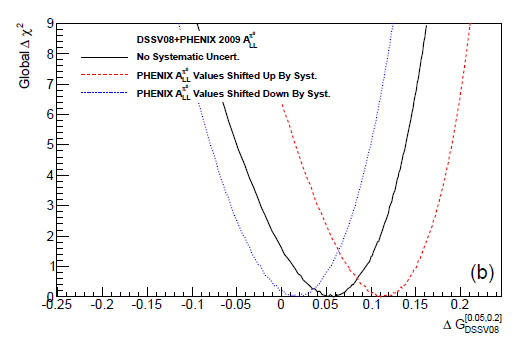 Global Δ χ²
9
8
7
6
5
4
3
2
1
0
DSSV08+PHENIX 2009 A_LL^π⁰
No Systematic Uncert.
PHENIX A_LL^π⁰ Values Shifted Up By Syst.
PHENIX A_LL^π⁰ Values Shifted Down By Syst.
(b)
-0.25 -0.2 -0.15 -0.1 -0.05 0 0.05 0.1 0.15 0.2
Δ G_DSSV08^[0.05,0.2]